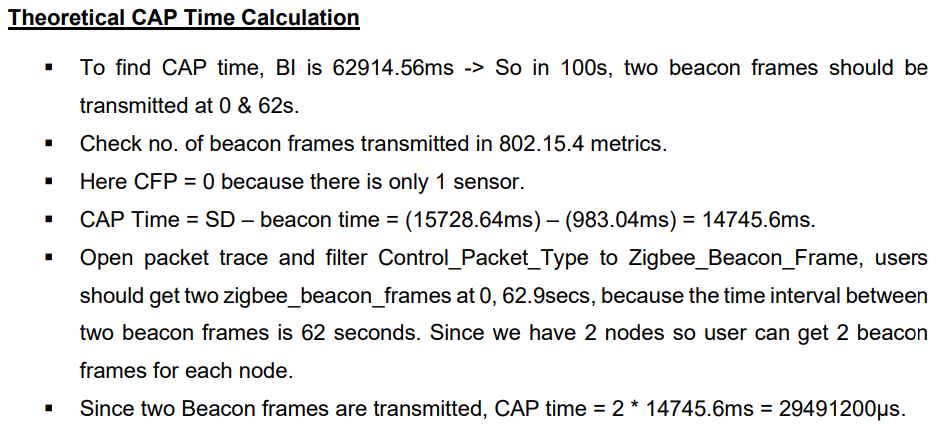 Theoretical CAP Time Calculation
▪ To find CAP time, BI is 62914.56ms -> So in 100s, two beacon frames should be
transmitted at 0 & 62s.
▪ Check no. of beacon frames transmitted in 802.15.4 metrics.
▪ Here CFP = 0 because there is only 1 sensor.
▪ CAP Time = SD – beacon time = (15728.64ms) – (983.04ms) = 14745.6ms.
▪ Open packet trace and filter Control_Packet_Type to Zigbee_Beacon_Frame, users
should get two zigbee_beacon_frames at 0, 62.9secs, because the time interval between
two beacon frames is 62 seconds. Since we have 2 nodes so user can get 2 beacon
frames for each node.
▪ Since two Beacon frames are transmitted, CAP time = 2 * 14745.6ms = 29491200µs.